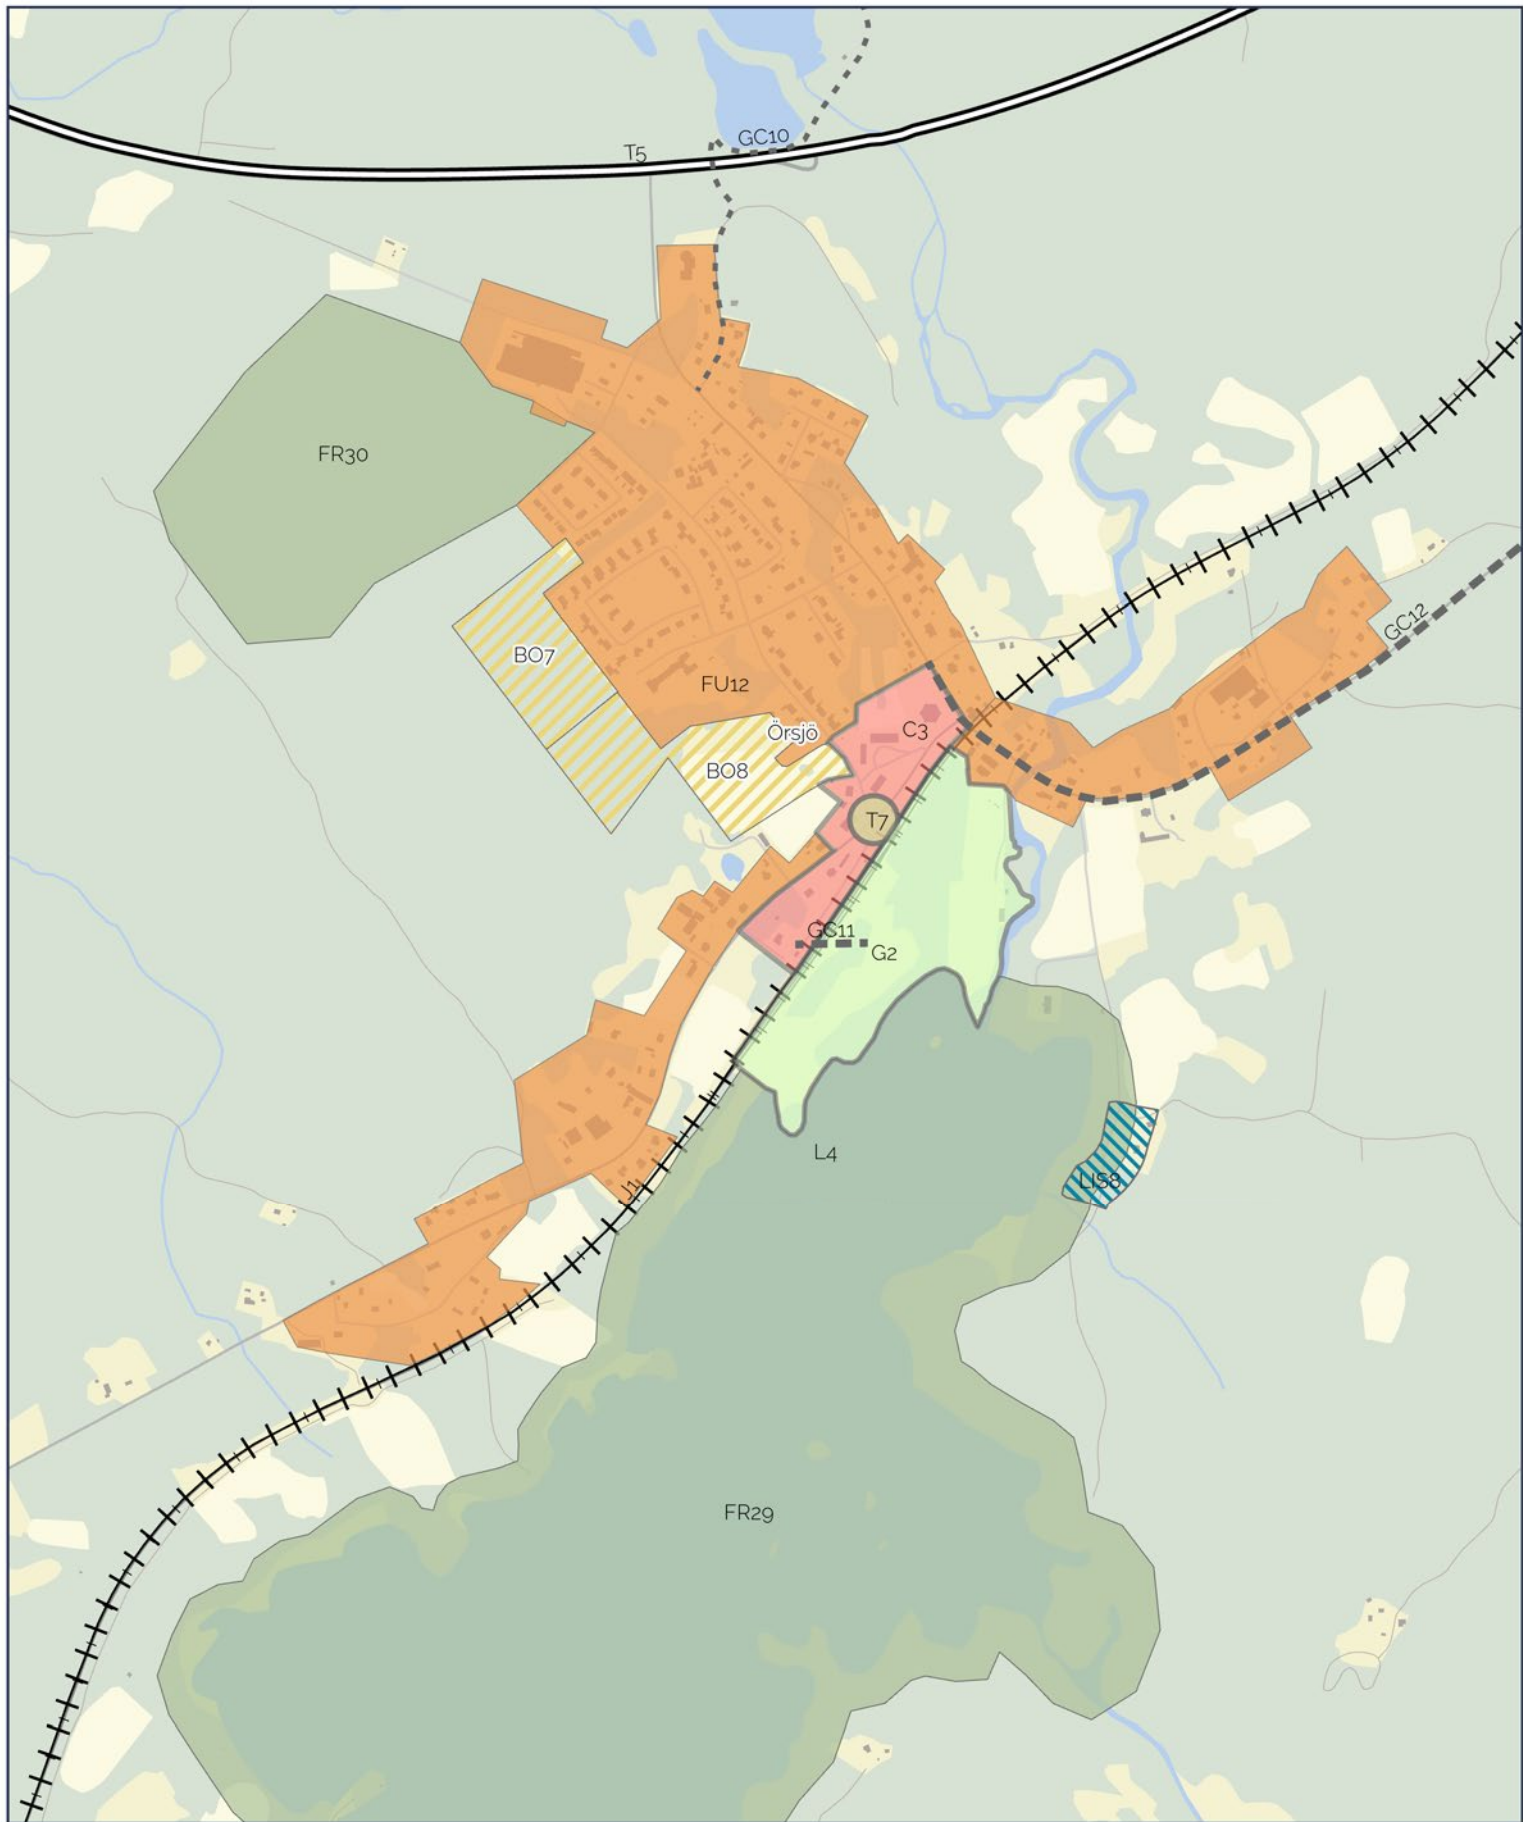 GC10
T5
FR30
GC12
BO7
FU12
C3
Örsjö
BO8
T7
GC11
G2
L4
LIS8
J1
FR29